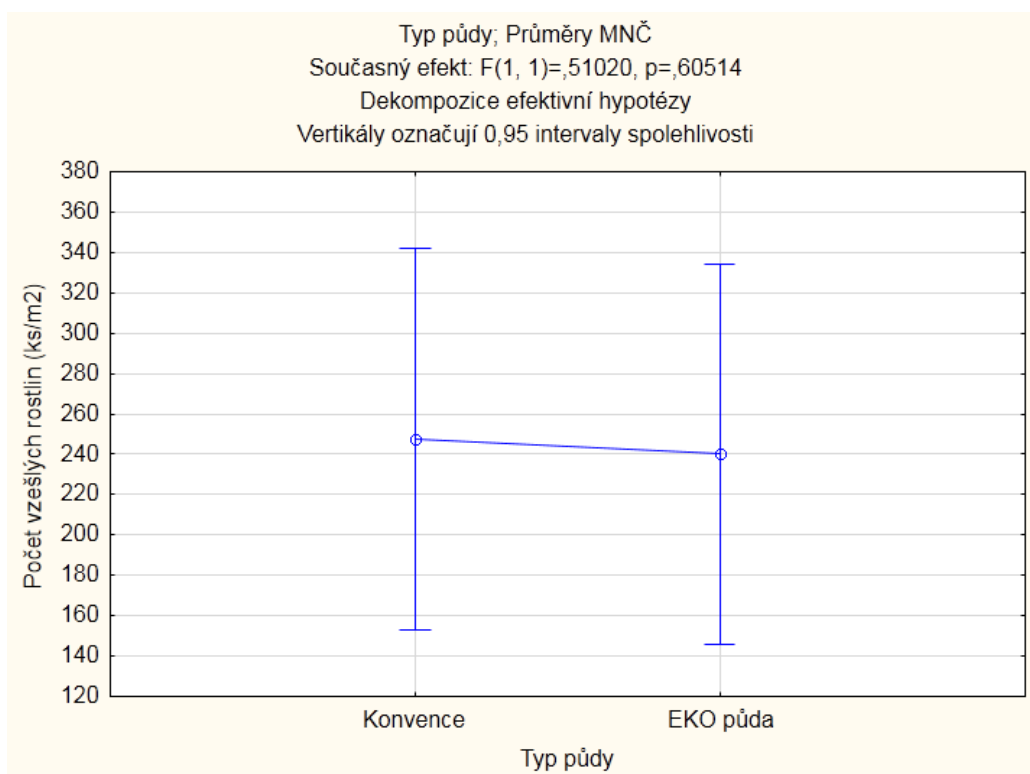 Typ půdy; Průměry MNČ
Současný efekt: F(1, 1)=,51020, p=,60514
Dekompozice efektivní hypotézy
Vertikály označují 0,95 intervaly spolehlivosti
380
360
340
320
300
280
260
240
220
200
180
160
140
120
Počet vzešlých rostlin (ks/m2)
Konvence
EKO půda
Typ půdy